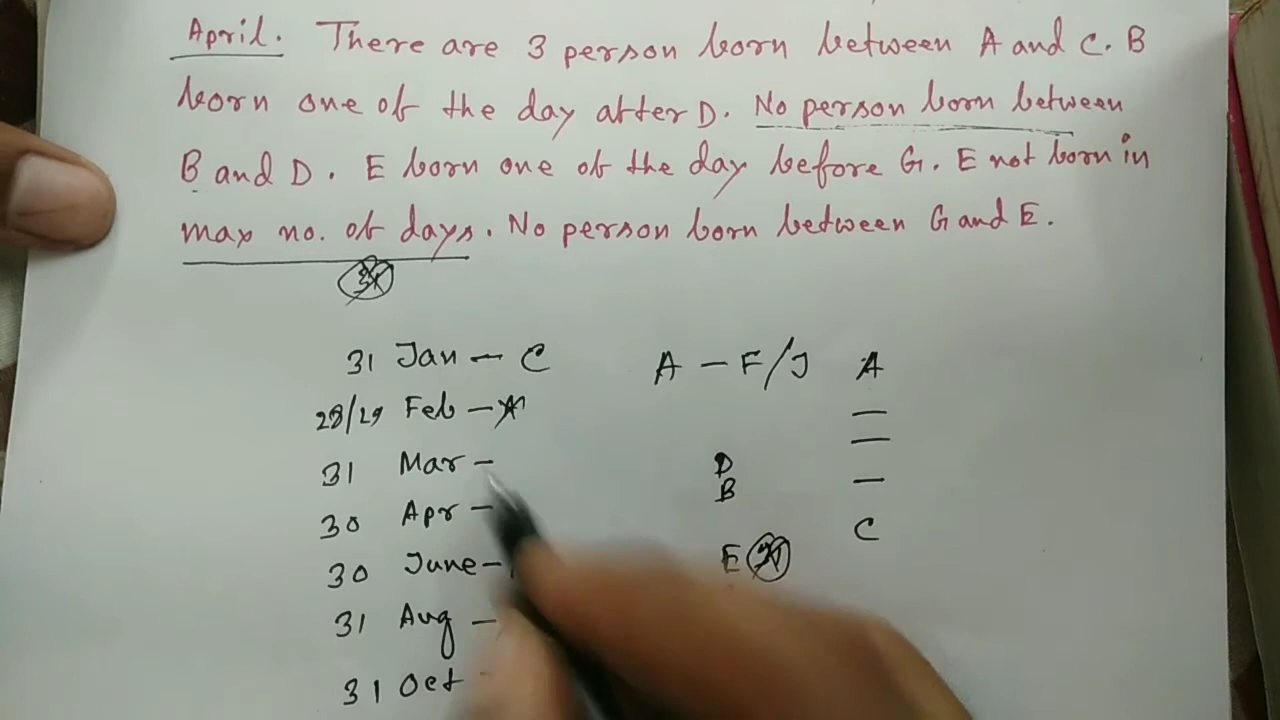 April. There are 3 person born between A and C. B
born one of the day after D. No person born between
B and D. E born one of the day before G. E not born in
max no. of days. No person born between G and E.
31
31 Jan - C
A - F/J
A
28/29 Feb - A
31 Mar -
D
B
30 Apr -
C
30 June -
E 31
31 Aug -
31 Oct